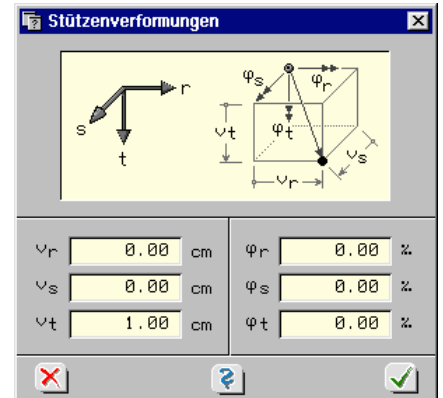 Stützenverformungen
r
s
t
φs
φr
vt
φt
vs
vr
vr 0.00 cm φr 0.00 %
vs 0.00 cm φs 0.00 %
vt 1.00 cm φt 0.00 %